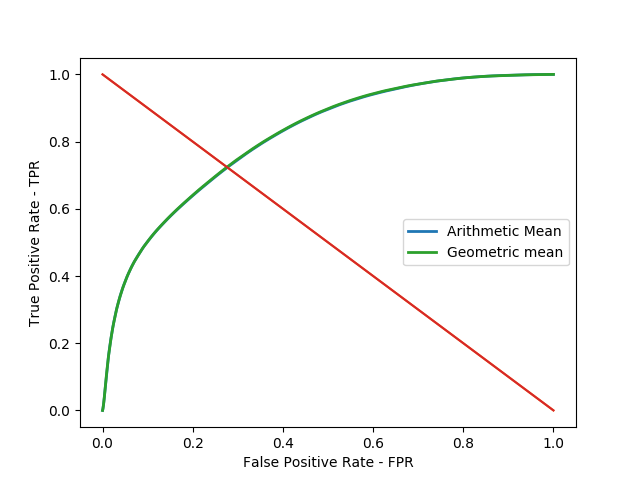 1.0
0.8
0.6
0.4
0.2
0.0
True Positive Rate - TPR
Arithmetic Mean
Geometric mean
0.0 0.2 0.4 0.6 0.8 1.0
False Positive Rate - FPR